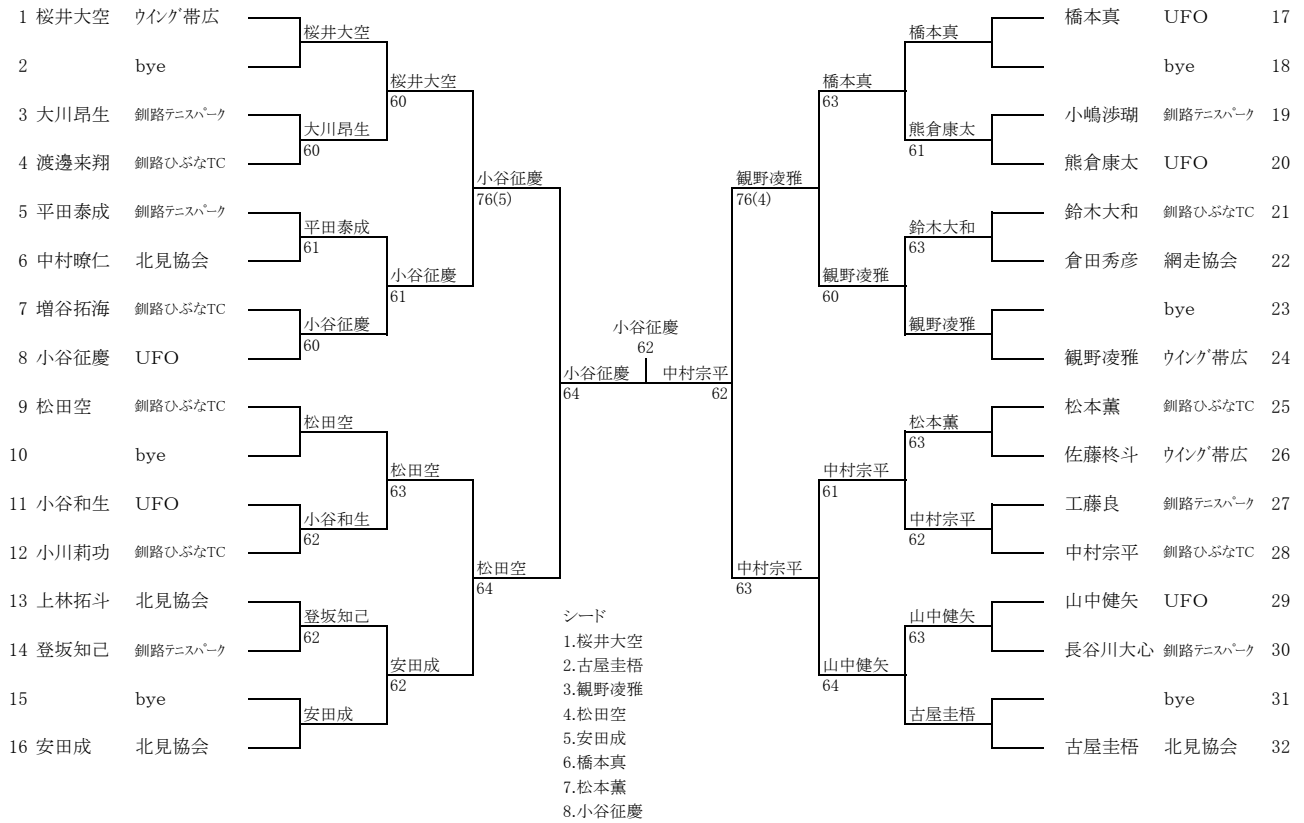 1 桜井大空 ウイング帯広
2 bye
3 大川昂生 釧路テニスパーク
4 渡邊来翔 釧路ひぶなTC
5 平田泰成 釧路テニスパーク
6 中村暸仁 北見協会
7 増谷拓海 釧路ひぶなTC
8 小谷征慶 UFO
9 松田空 釧路ひぶなTC
10 bye
11 小谷和生 UFO
12 小川莉功 釧路ひぶなTC
13 上林拓斗 北見協会
14 登坂知己 釧路テニスパーク
15 bye
16 安田成 北見協会
桜井大空
大川昂生
60
平田泰成
61
小谷征慶
60
松田空
小谷和生
62
登坂知己
62
安田成
桜井大空
60
小谷征慶
61
松田空
63
安田成
62
小谷征慶
76(5)
松田空
64
小谷征慶
64
小谷征慶
62
中村宗平
62
観野凌雅
76(4)
中村宗平
63
橋本真
63
観野凌雅
60
中村宗平
61
山中健矢
64
橋本真
熊倉康太
61
鈴木大和
63
観野凌雅
松本薫
63
中村宗平
62
山中健矢
63
古屋圭梧
橋本真 UFO 17
bye 18
小嶋渉瑚 釧路テニスパーク 19
熊倉康太 UFO 20
鈴木大和 釧路ひぶなTC 21
倉田秀彦 網走協会 22
bye 23
観野凌雅 ウイング帯広 24
松本薫 釧路ひぶなTC 25
佐藤柊斗 ウイング帯広 26
工藤良 釧路テニスパーク 27
中村宗平 釧路ひぶなTC 28
山中健矢 UFO 29
長谷川大心 釧路テニスパーク 30
bye 31
古屋圭梧 北見協会 32
シード
1.桜井大空
2.古屋圭梧
3.観野凌雅
4.松田空
5.安田成
6.橋本真
7.松本薫
8.小谷征慶